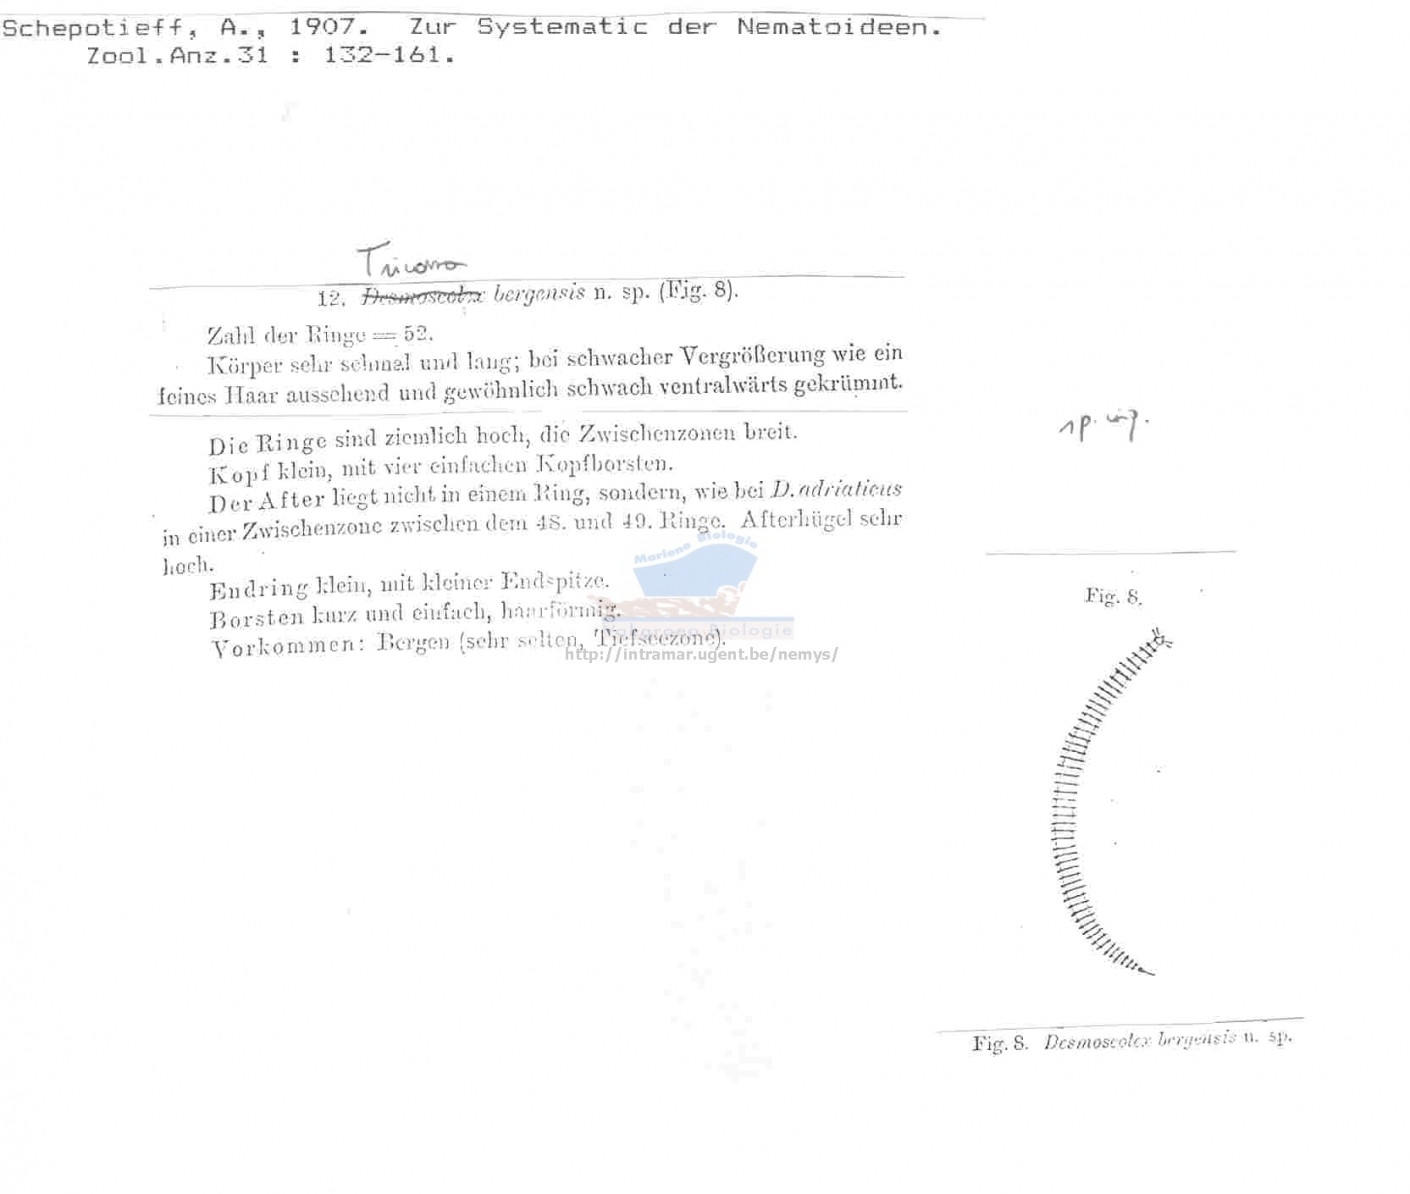 Schepotieff, A., 1907. Zur Systematic der Nematoideen.
Zool.Anz.31 : 132-161.
Tricoma
12. Desmoscolex bergensis n. sp. (Fig. 8).
Zahl der Ringe = 52.
Körper sehr schmal und lang; bei schwacher Vergrößerung wie ein
feines Haar aussehend und gewöhnlich schwach ventralwärts gekrümmt.
Die Ringe sind ziemlich hoch, die Zwischenzonen breit.
Kopf klein, mit vier einfachen Kopfborsten.
Der After liegt nicht in einem Ring, sondern, wie bei D. adriaticus
in einer Zwischenzone zwischen dem 48. und 49. Ringe. Afterhügel sehr
hoch.
Endring klein, mit kleiner Endspitze.
Borsten kurz und einfach, haarförmig.
Vorkommen: Bergen (sehr selten, Tiefseezone).
Marine Biologie
Biologie
http://intramar.ugent.be/nemys/
sp. inq.
Fig. 8.
Fig. 8. Desmoscolex bergensis n. sp.